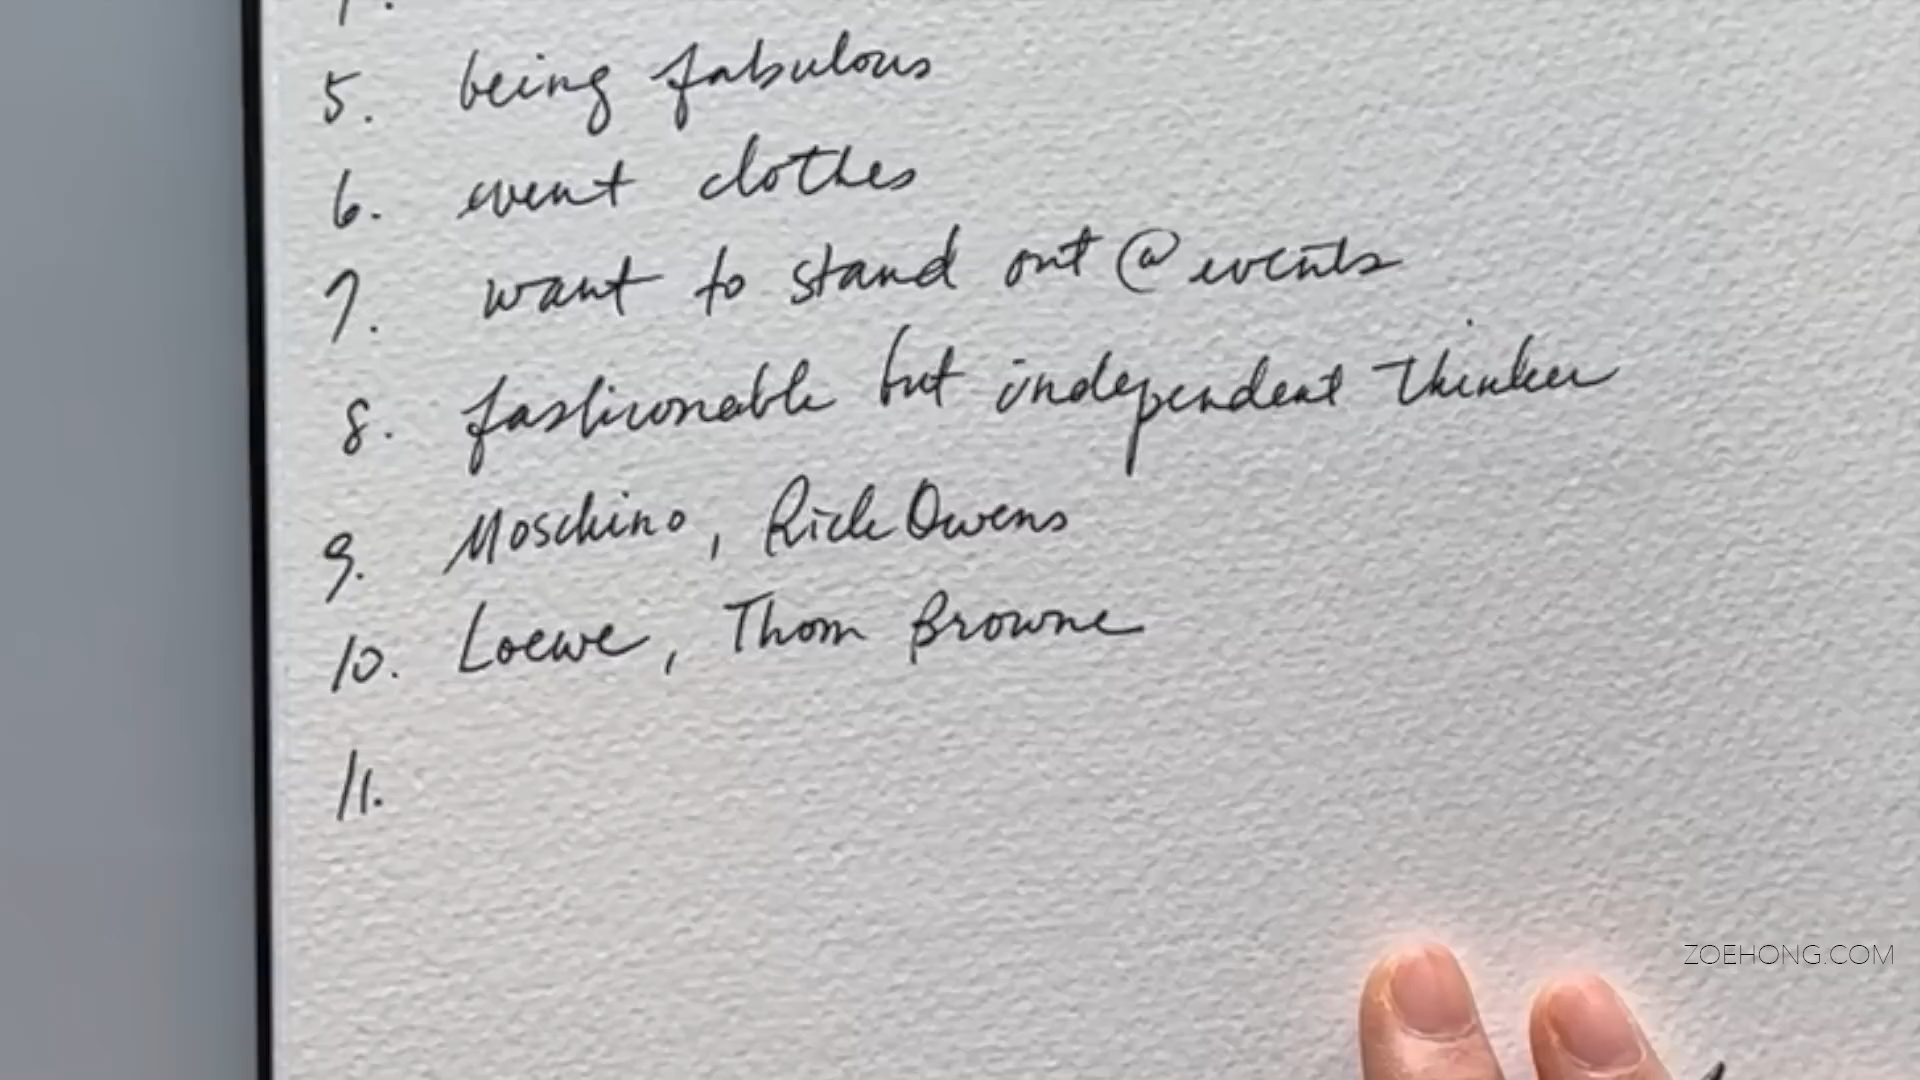 5. being fabulous
6. event clothes
7. want to stand out @ events
8. fashionable but independent thinker
9. Moschino, Rick Owens
10. Loewe, Thom Browne
11.
ZOEHONG.COM